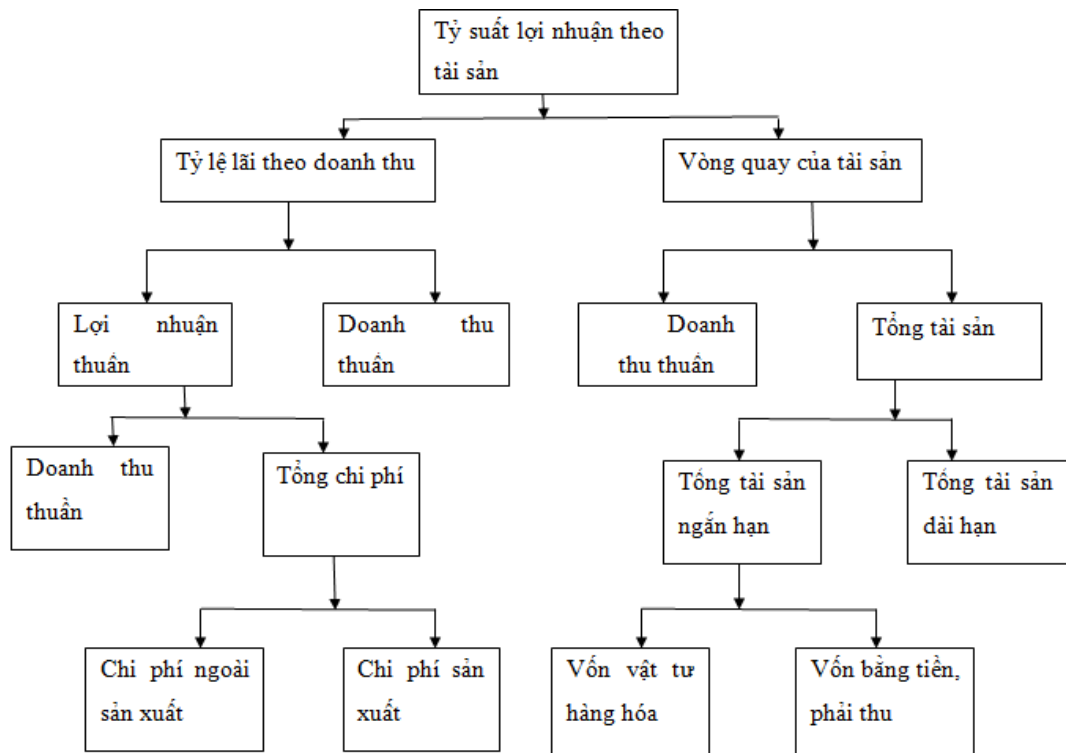 Tỷ suất lợi nhuận theo
tài sản
Tỷ lệ lãi theo doanh thu
Vòng quay của tài sản
Lợi nhuận
thuần
Doanh thu
thuần
Doanh
thu thuần
Tổng tài sản
Doanh thu
thuần
Tổng chi phí
Tổng tài sản
ngắn hạn
Tổng tài sản
dài hạn
Chi phí ngoài
sản xuất
Chi phí sản
xuất
Vốn vật tư
hàng hóa
Vốn bằng tiền,
phải thu